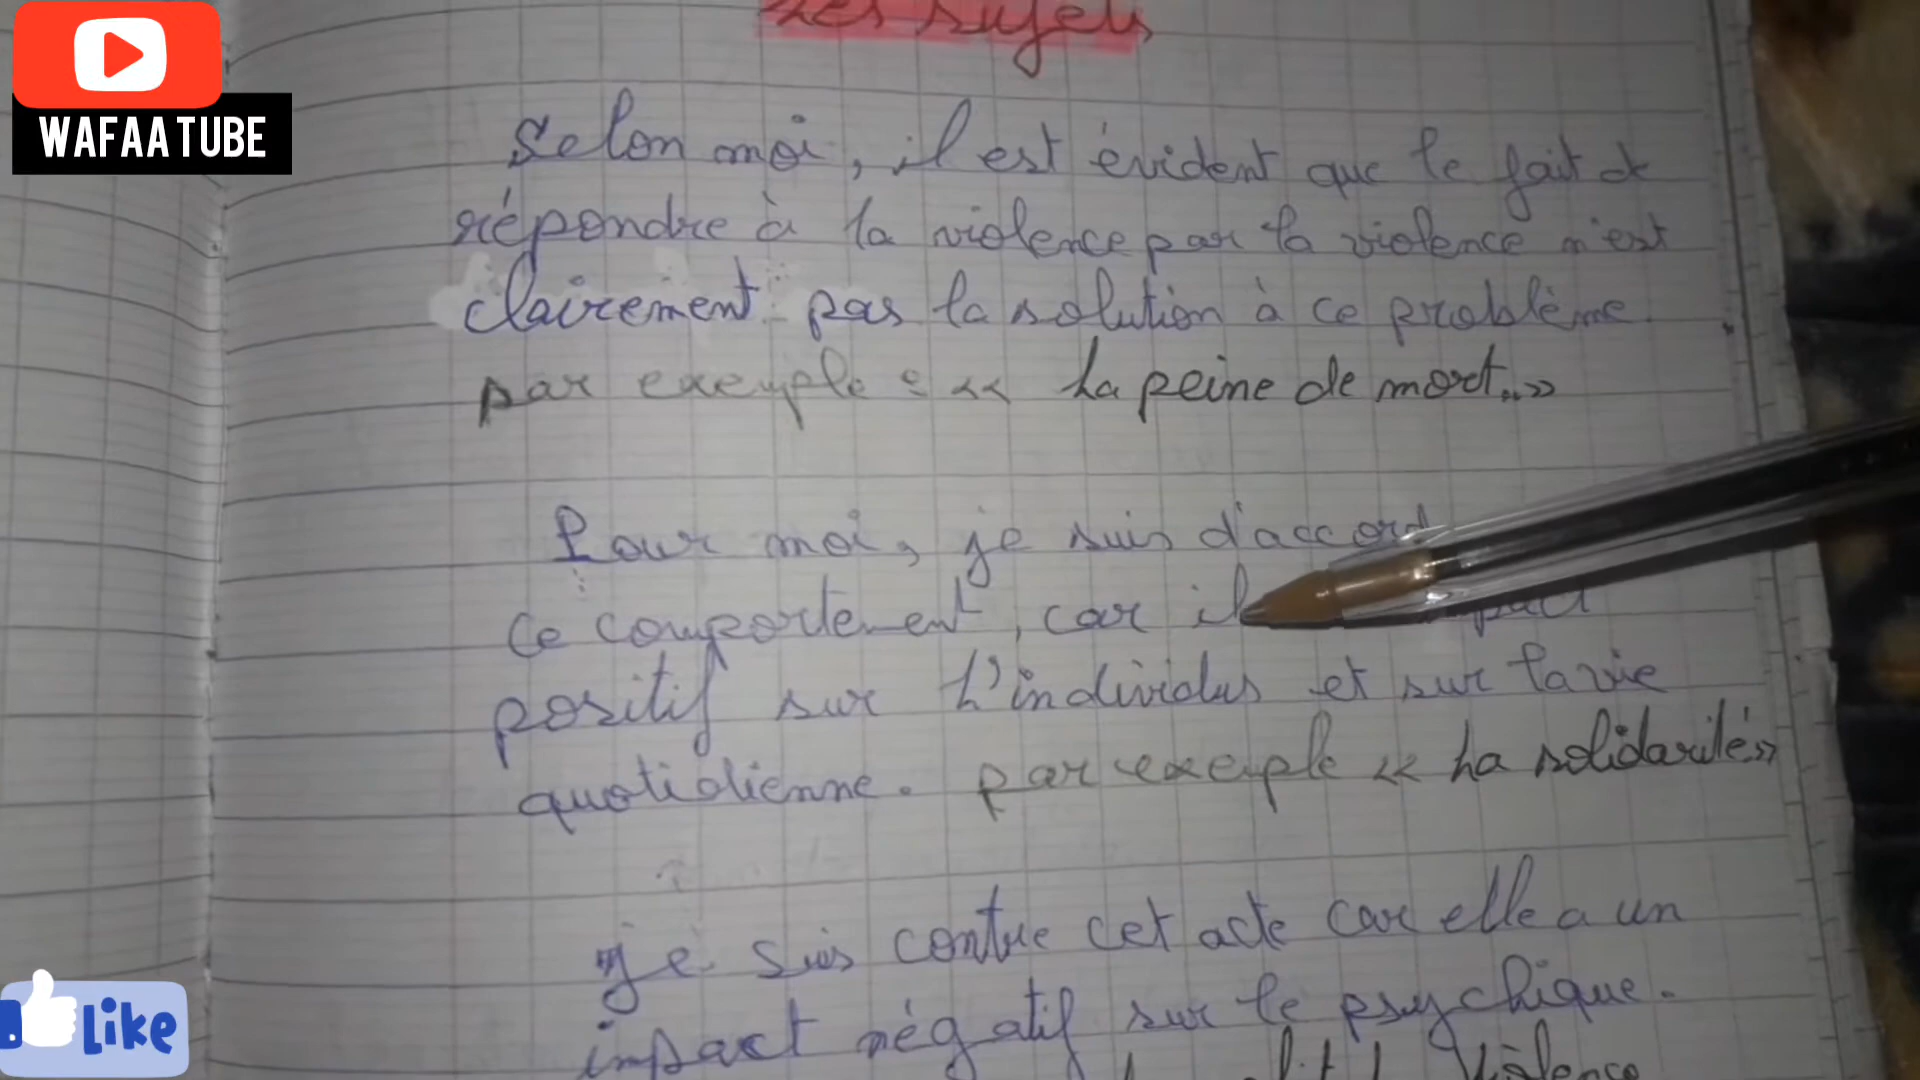 WAFAA TUBE
Les sujets
Selon moi, il est évident que le fait de
répondre à la violence par la violence n'est
clairement pas la solution à ce problème
par exemple : << La peine de mort..>>
Pour moi, je suis d'accord
ce comportement, car il
positif sur L'individus et sur la vie
quotidienne. par exemple << La solidarité>>
je suis contre cet acte car elle a un
impact négatif sur le psychique.
Violence
Like